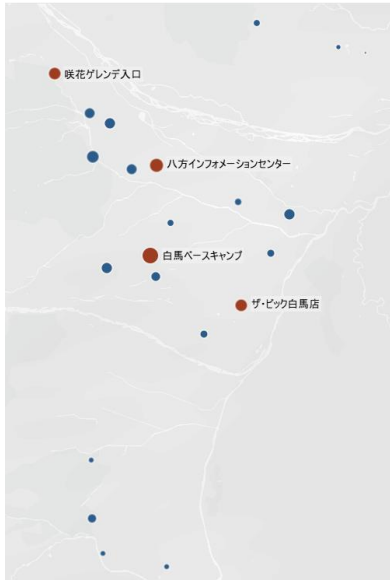 咲花ゲレンデ入口
八方インフォメーションセンター
白馬ベースキャンプ
ザ・ビック白馬店